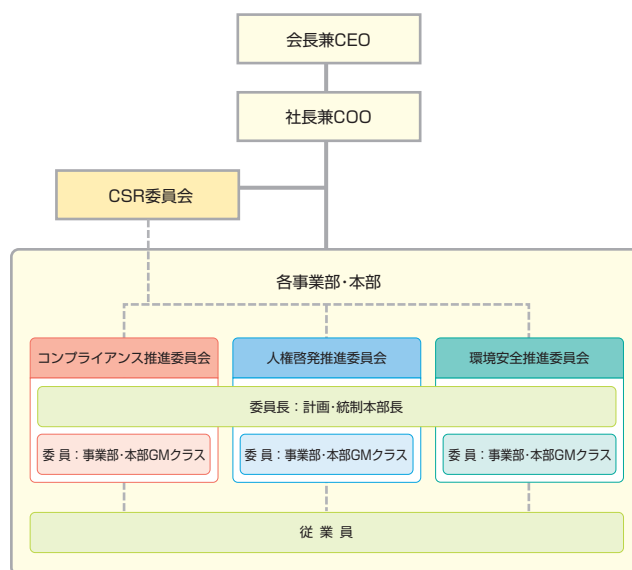 会長兼CEO
社長兼COO
CSR委員会
各事業部・本部
コンプライアンス推進委員会
人権啓発推進委員会
環境安全推進委員会
委員長：計画・統制本部長
委 員：事業部・本部GMクラス
委 員：事業部・本部GMクラス
委 員：事業部・本部GMクラス
従 業 員